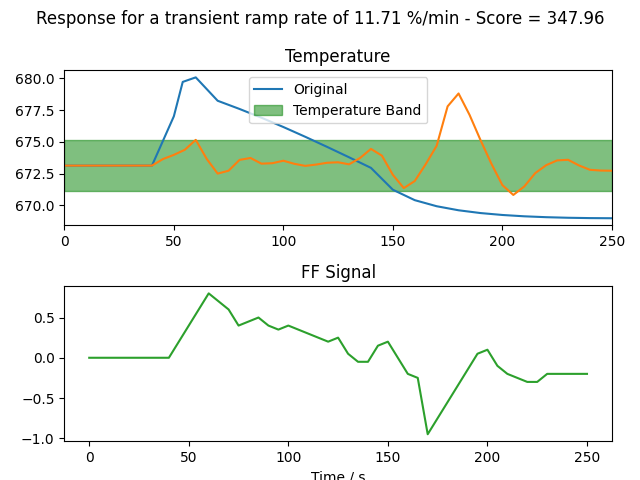 Response for a transient ramp rate of 11.71 %/min - Score = 347.96
Temperature
680.0
677.5
675.0
672.5
670.0
Original
Temperature Band
0 50 100 150 200 250
FF Signal
0.5
0.0
−0.5
−1.0
0 50 100 150 200 250
Time / s